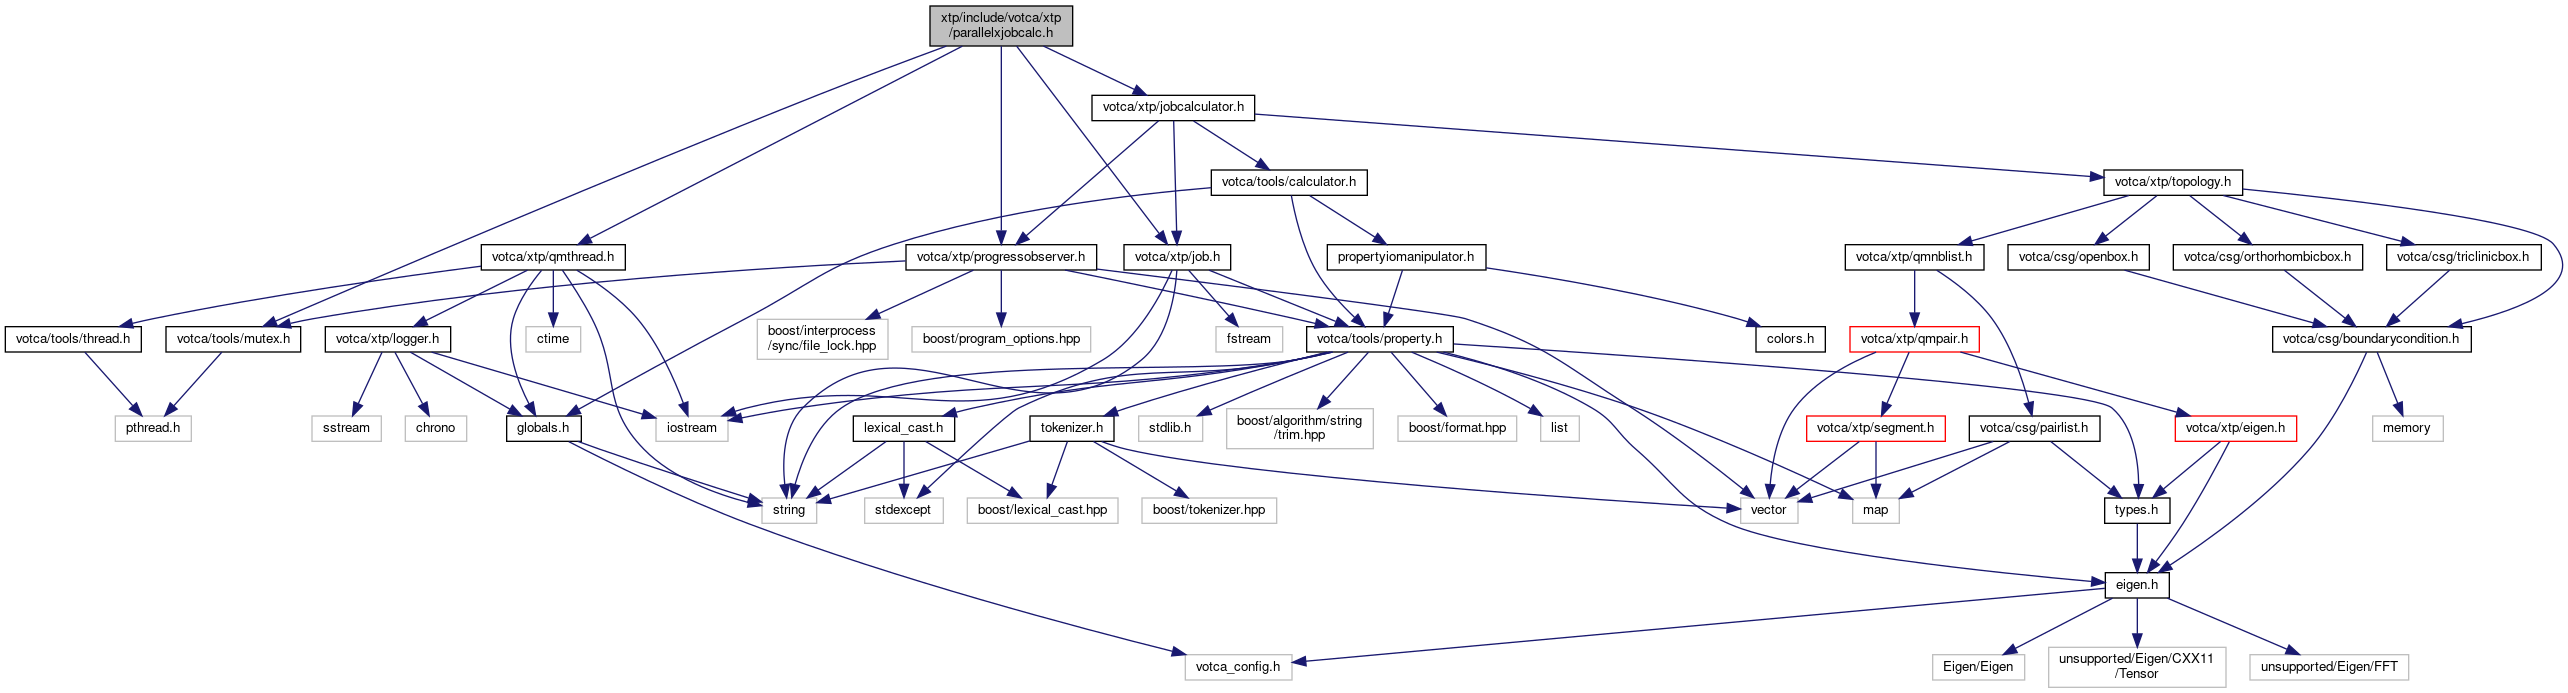 xtp/include/votca/xtp
/parallelxjobcalc.h
votca/xtp/jobcalculator.h
votca/tools/calculator.h
votca/xtp/topology.h
votca/xtp/qmthread.h
votca/xtp/progressobserver.h
votca/xtp/job.h
propertyiomanipulator.h
votca/xtp/qmnblist.h
votca/csg/openbox.h
votca/csg/orthorhombicbox.h
votca/csg/triclinicbox.h
votca/tools/thread.h
votca/tools/mutex.h
votca/xtp/logger.h
ctime
boost/interprocess
/sync/file_lock.hpp
boost/program_options.hpp
fstream
votca/tools/property.h
colors.h
votca/xtp/qmpair.h
votca/csg/boundarycondition.h
pthread.h
sstream
chrono
globals.h
iostream
lexical_cast.h
tokenizer.h
stdlib.h
boost/algorithm/string
/trim.hpp
boost/format.hpp
list
votca/xtp/segment.h
votca/csg/pairlist.h
votca/xtp/eigen.h
memory
string
stdexcept
boost/lexical_cast.hpp
boost/tokenizer.hpp
vector
map
types.h
eigen.h
votca_config.h
Eigen/Eigen
unsupported/Eigen/CXX11
/Tensor
unsupported/Eigen/FFT